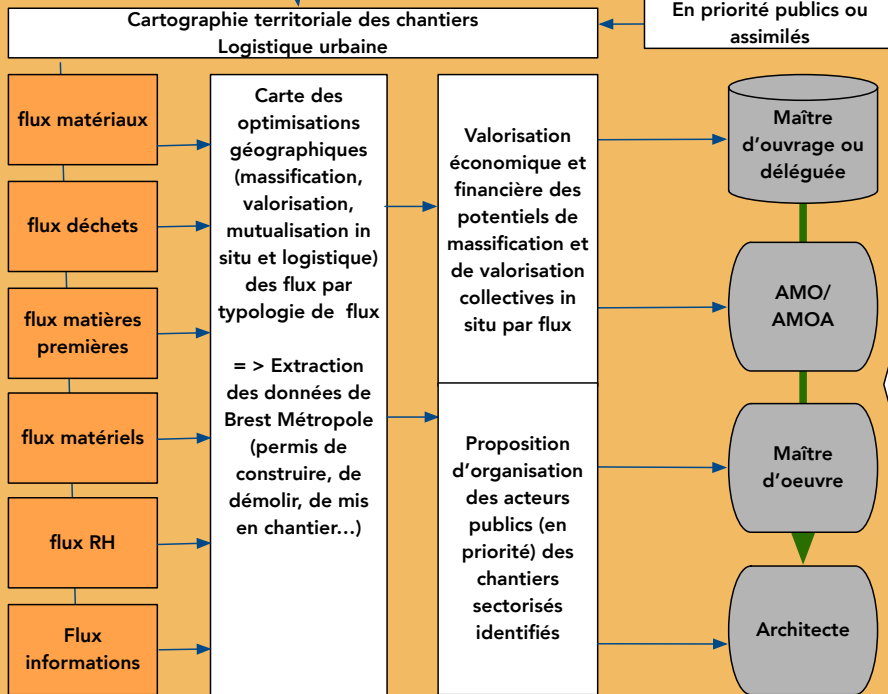 Cartographie territoriale des chantiers
Logistique urbaine
En priorité publics ou
assimilés
flux matériaux
flux déchets
flux matières
premières
flux matériels
flux RH
Flux
informations
Carte des
optimisations
géographiques
(massification,
valorisation,
mutualisation in
situ et logistique)
des flux par
typologie de flux
= > Extraction
des données de
Brest Métropole
(permis de
construire, de
démolir, de mis
en chantier...)
Valorisation
économique et
financière des
potentiels de
massification et
de valorisation
collectives in
situ par flux
Proposition
d'organisation
des acteurs
publics (en
priorité) des
chantiers
sectorisés
identifiés
Maître
d'ouvrage ou
déléguée
AMO/
AMOA
Maître
d'oeuvre
Architecte